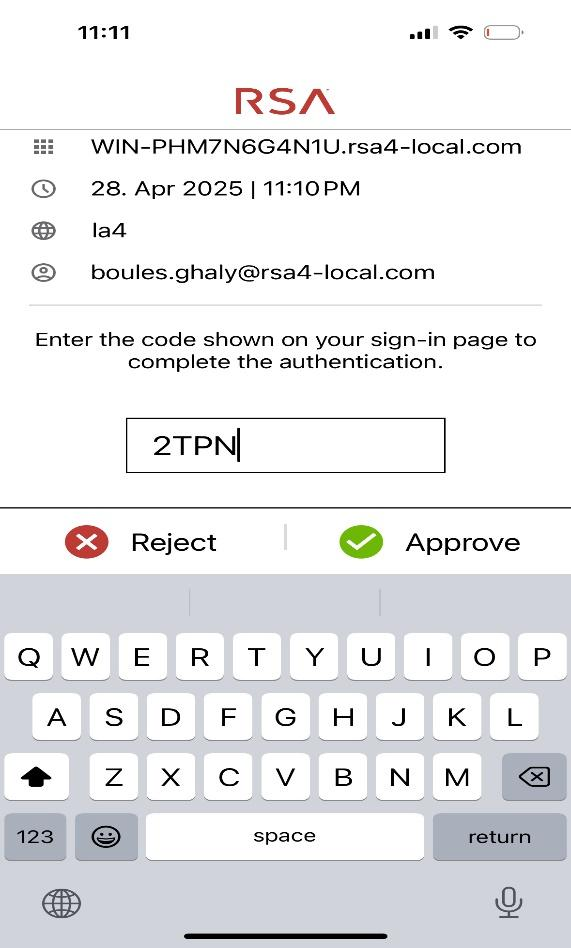 11:11
RSA
WIN-PHM7N6G4N1U.rsa4-local.com
28. Apr 2025 | 11:10 PM
la4
boules.ghaly@rsa4-local.com
Enter the code shown on your sign-in page to
complete the authentication.
2TPN
Reject
Approve
Q W E R T Y U I O P
A S D F G H J K L
Z X C V B N M
123 space return